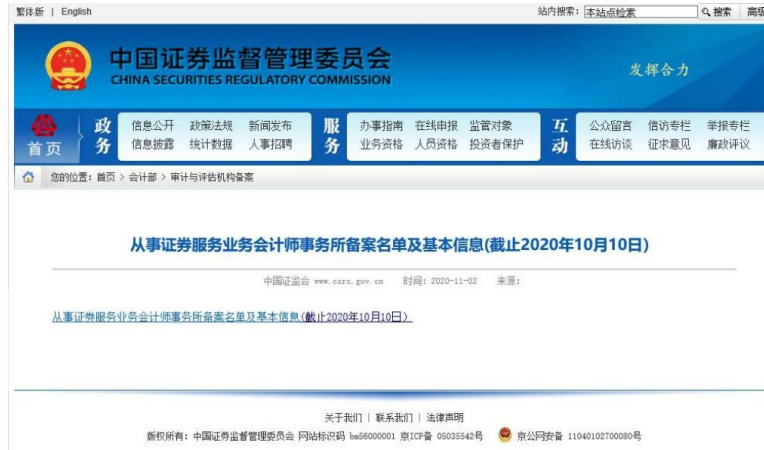 繁体版 | English 站内搜索: 本站点检索 搜索 高级
中国证券监督管理委员会
CHINA SECURITIES REGULATORY COMMISSION
发挥合力
首页
政务
信息公开 政策法规 新闻发布
信息披露 统计数据 人事招聘
服务
办事指南 在线申报 监管对象
业务资格 人员资格 投资者保护
互动
公众留言 信访专栏 举报专栏
在线访谈 征求意见 廉政评议
您的位置: 首页 > 会计部 > 审计与评估机构备案
从事证券服务业务会计师事务所备案名单及基本信息(截止2020年10月10日)
中国证监会 www.csrc.gov.cn 时间: 2020-11-02 来源:
从事证券服务业务会计师事务所备案名单及基本信息(截止2020年10月10日)
关于我们 | 联系我们 | 法律声明
版权所有: 中国证券监督管理委员会 网站标识码 bm56000001 京ICP备 05035542号 京公网安备 11040102700080号